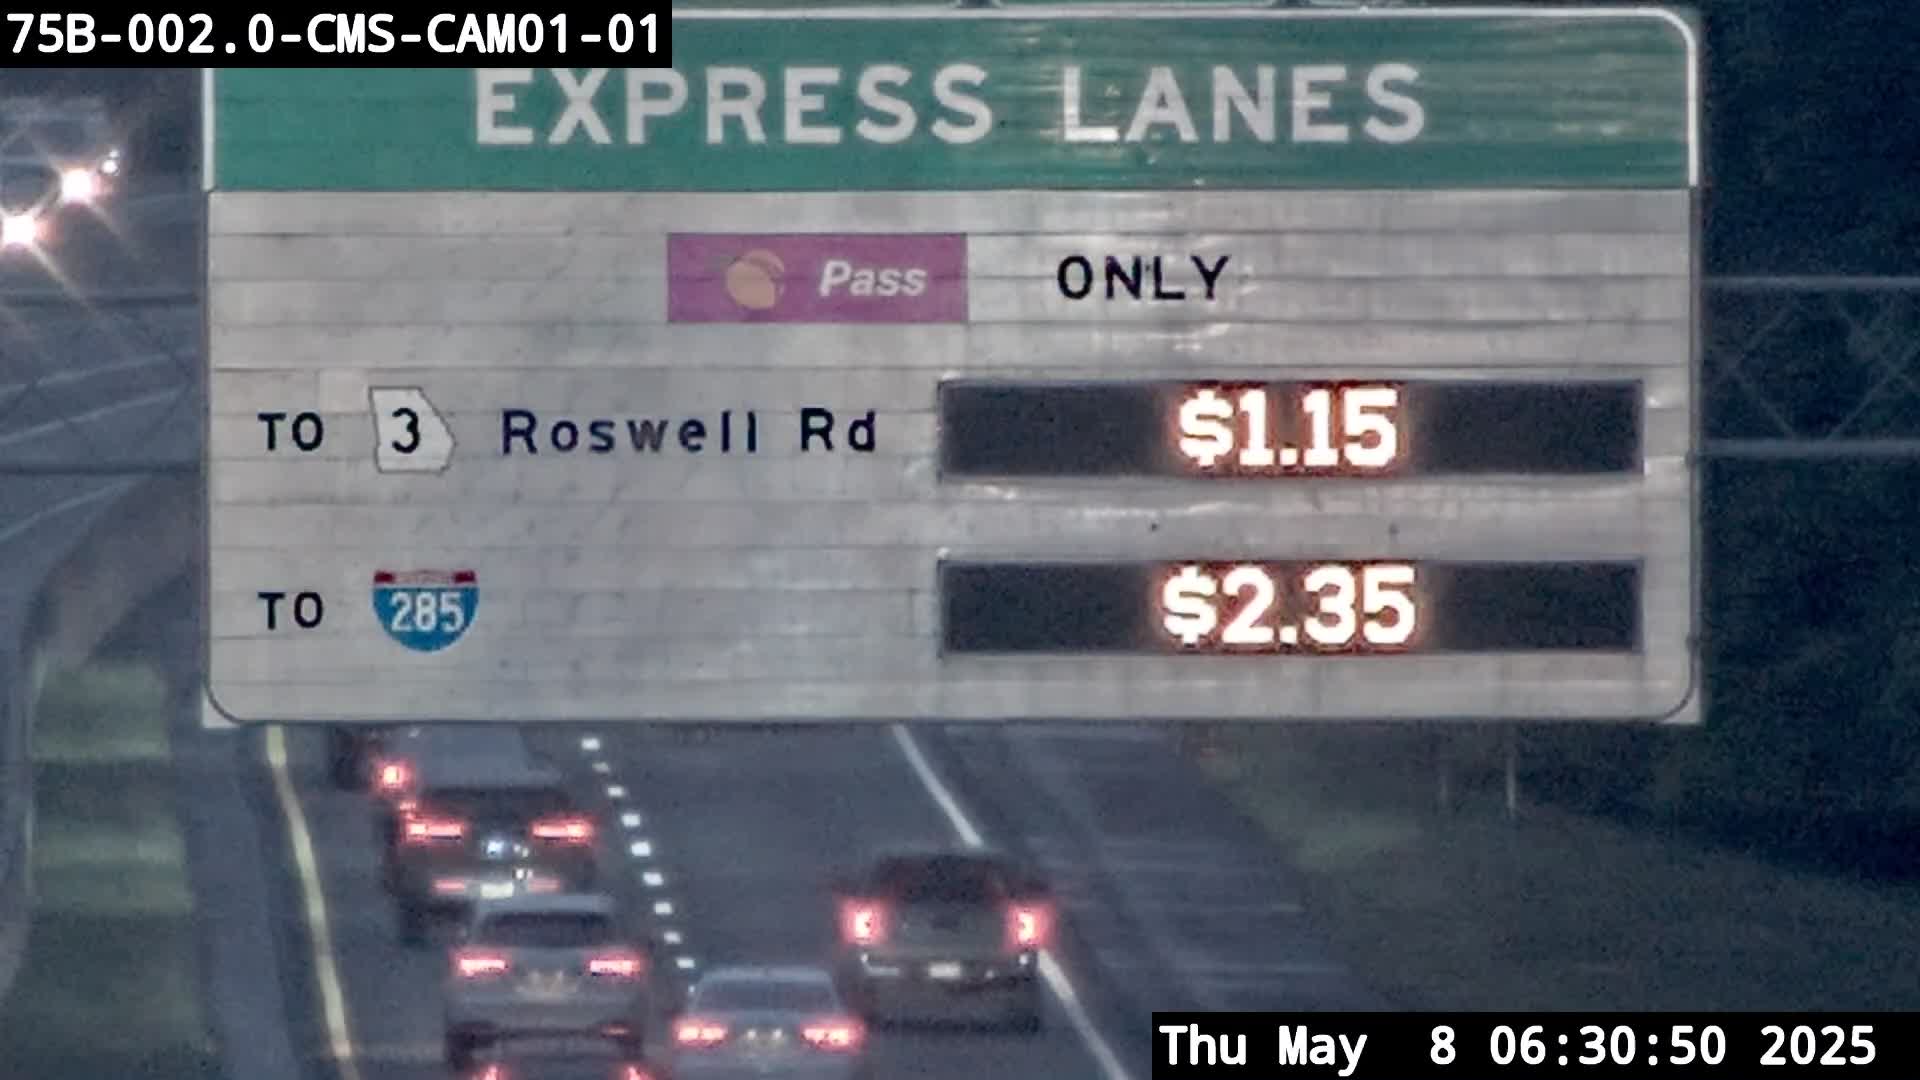 75B-002.0-CMS-CAM01-01
EXPRESS LANES
Pass ONLY
TO 3 Roswell Rd $1.15
TO 285 $2.35
Thu May 8 06:30:50 2025